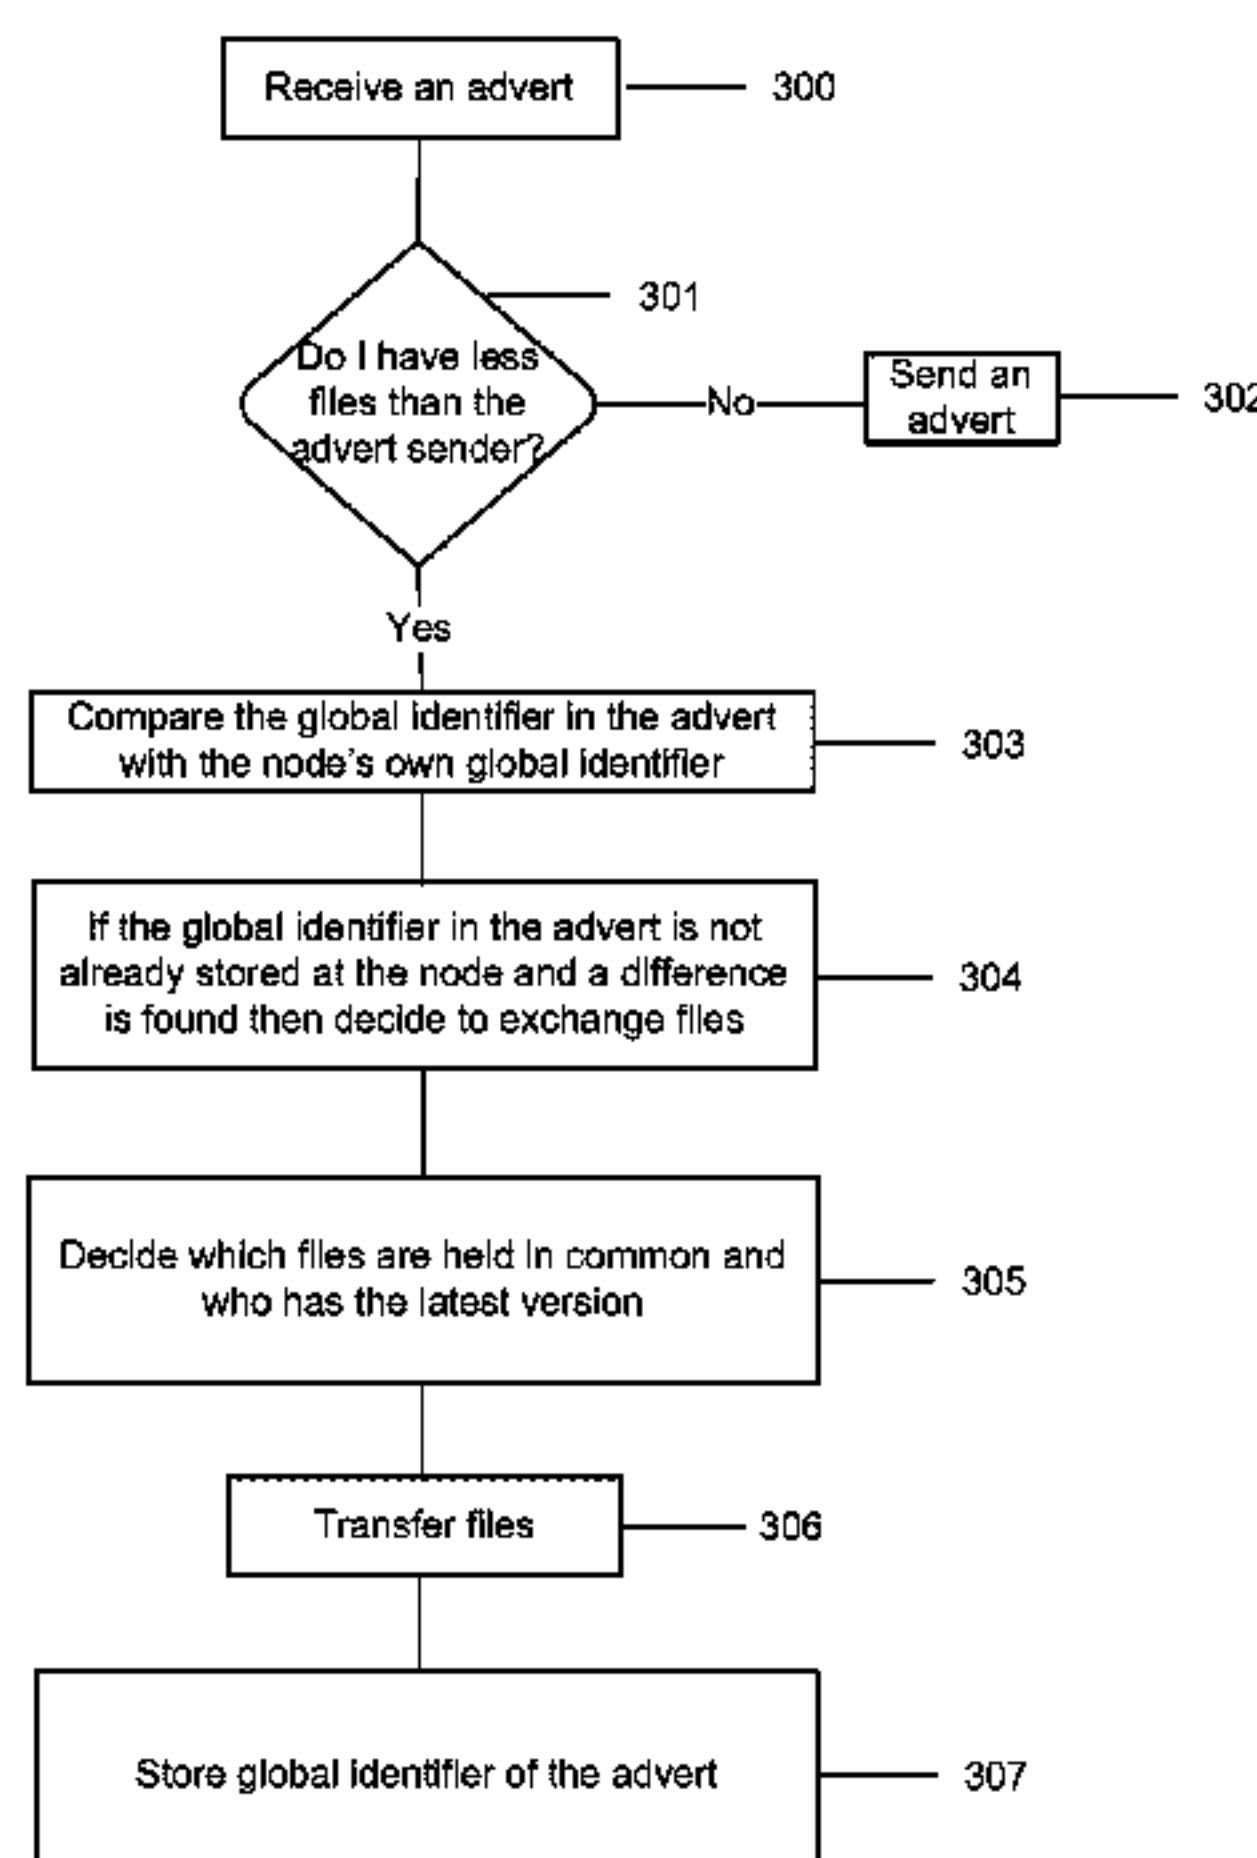 Receive an advert
300
301
Do I have less
files than the
advert sender?
No
Send an
advert
302
Yes
Compare the global identifier in the advert
with the node's own global identifier
303
If the global identifier in the advert is not
already stored at the node and a difference
is found then decide to exchange files
304
Decide which files are held in common and
who has the latest version
305
Transfer files
306
Store global identifier of the advert
307